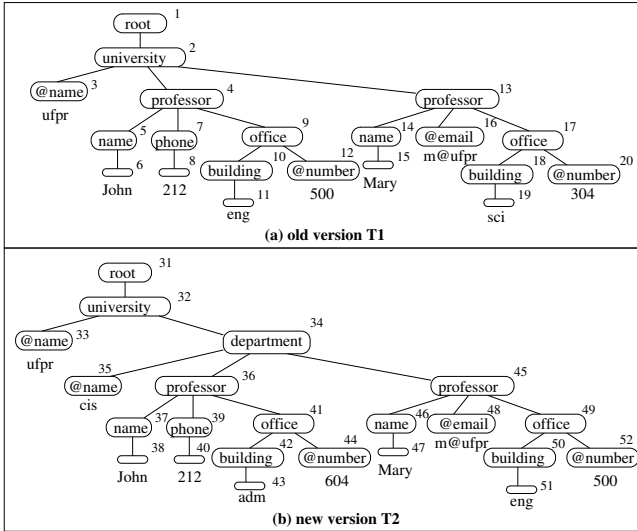 root 1
university 2
@name 3
ufpr
professor 4
professor 13
name 5
phone 7
office 9
name 14
@email 16
m@ufpr
office 17
6
John
8
212
building 10
@number 12
500
15
Mary
building 18
@number 20
304
11
eng
19
sci
(a) old version T1
root 31
university 32
@name 33
ufpr
department 34
@name 35
cis
professor 36
professor 45
name 37
phone 39
office 41
name 46
@email 48
m@ufpr
office 49
38
John
40
212
building 42
@number 44
604
47
Mary
building 50
@number 52
500
43
adm
51
eng
(b) new version T2